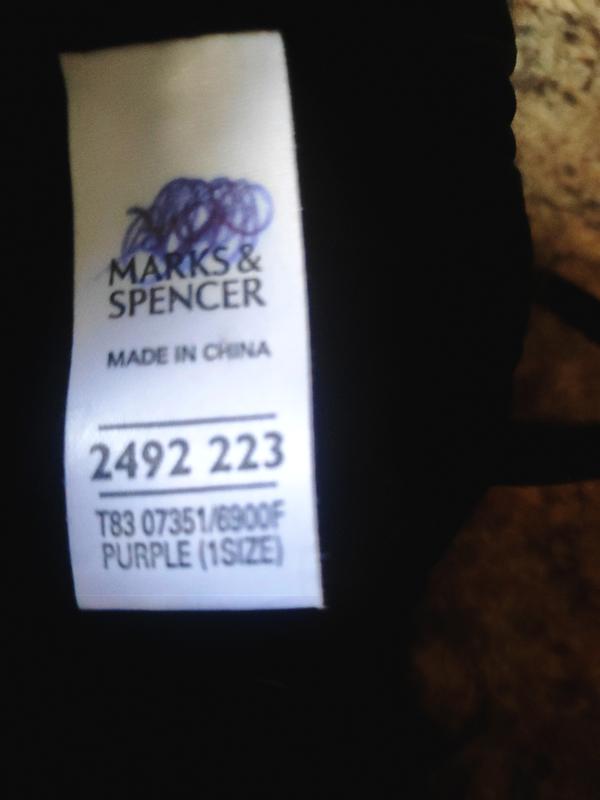 MARKS &
SPENCER
MADE IN CHINA
2492 223
T83 07351/6900F
PURPLE (1SIZE)